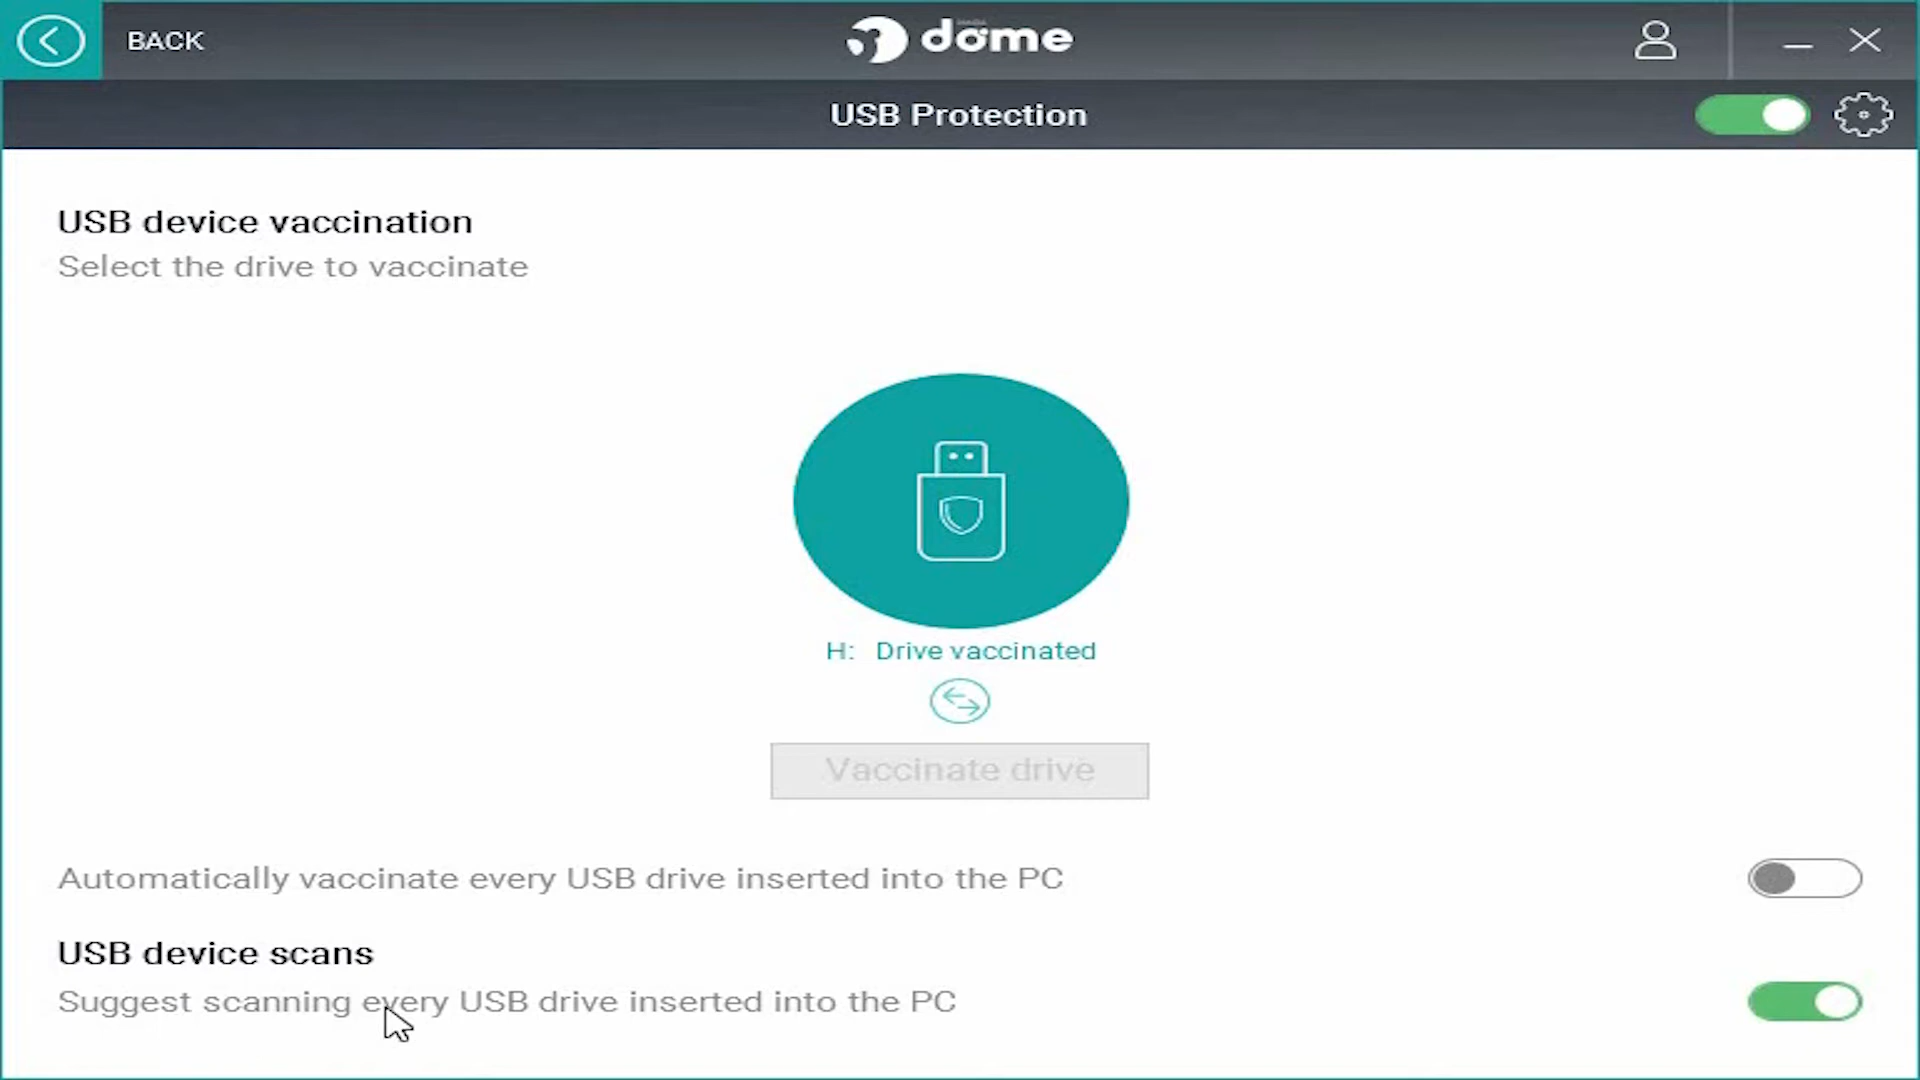 BACK
dome
USB Protection
USB device vaccination
Select the drive to vaccinate
H: Drive vaccinated
Vaccinate drive
Automatically vaccinate every USB drive inserted into the PC
USB device scans
Suggest scanning every USB drive inserted into the PC